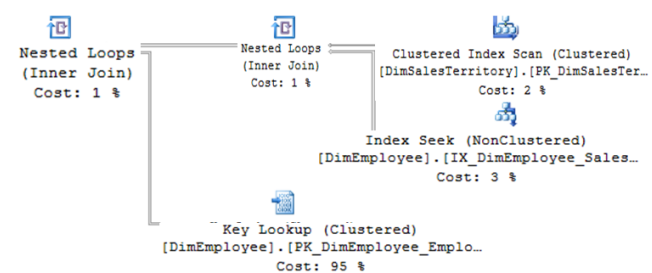 Nested Loops
(Inner Join)
Cost: 1 %
Nested Loops
(Inner Join)
Cost: 1 %
Clustered Index Scan (Clustered)
[DimSalesTerritory].[PK_DimSalesTer…
Cost: 2 %
Index Seek (NonClustered)
[DimEmployee].[IX_DimEmployee_Sales…
Cost: 3 %
Key Lookup (Clustered)
[DimEmployee].[PK_DimEmployee_Emplo…
Cost: 95 %